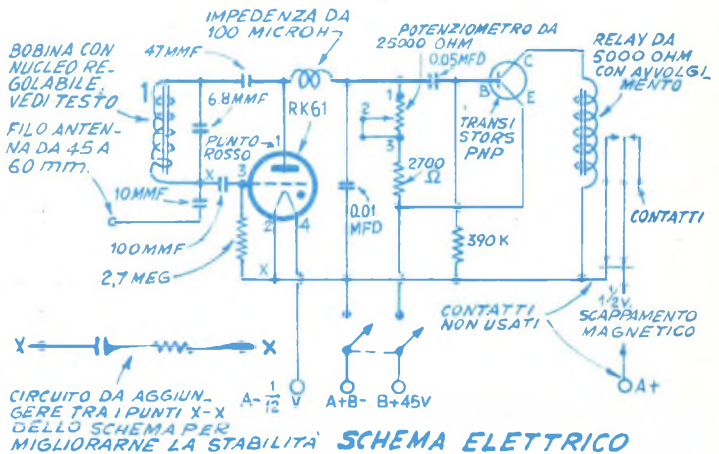 IMPEDENZA DA
100 MICROH-
BOBINA CON
NUCLEO RE-
GOLABILE
VEDI TESTO
47MMF
POTENZIOMETRO DA
25000 OHM
0.05MFD
RELAY DA
5000 OHM
CON AVVOLGI_
MENTO
C
B
E
1
6.8MMF
RK61
FILO ANTEN-
NA DA 45 A
60 mm.
PUNTO
ROSSO
1
1
2
3
TRANSI
STORS
PNP
X
3
10MMF
2700
Ω
2
4
0.01
MFD
CONTATTI
100MMF
390K
2,7 MEG
X
CONTATTI
NON USATI
1/2V.
SCAPPAMENTO
MAGNETICO
X
X
A- 1/12 V
A+B-
B+45V
A+
CIRCUITO DA AGGIUN_
GERE TRA I PUNTI X-X
DELLO SCHEMA PER
MIGLIORARNE LA STABILITÀ
SCHEMA ELETTRICO